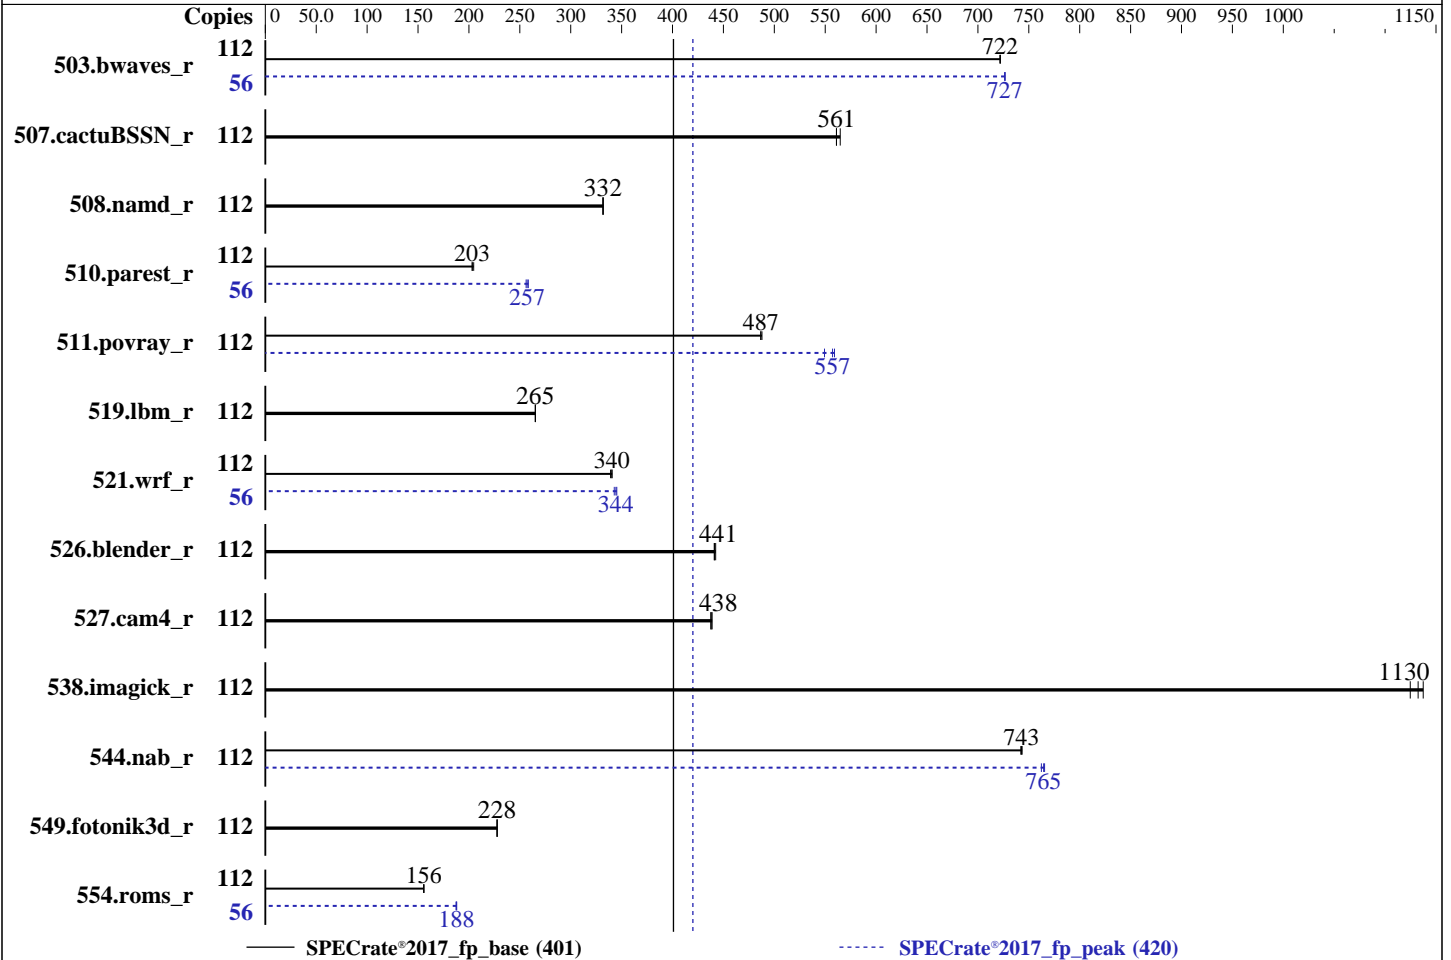 Copies 0 50.0 100 150 200 250 300 350 400 450 500 550 600 650 700 750 800 850 900 950 1000 1150
503.bwaves_r 112 722
56 727
507.cactuBSSN_r 112 561
508.namd_r 112 332
510.parest_r 112 203
56 257
511.povray_r 112 487
557
519.lbm_r 112 265
521.wrf_r 112 340
56 344
526.blender_r 112 441
527.cam4_r 112 438
538.imagick_r 112 1130
544.nab_r 112 743
765
549.fotonik3d_r 112 228
554.roms_r 112 156
56 188
SPECrate®2017_fp_base (401) SPECrate®2017_fp_peak (420)